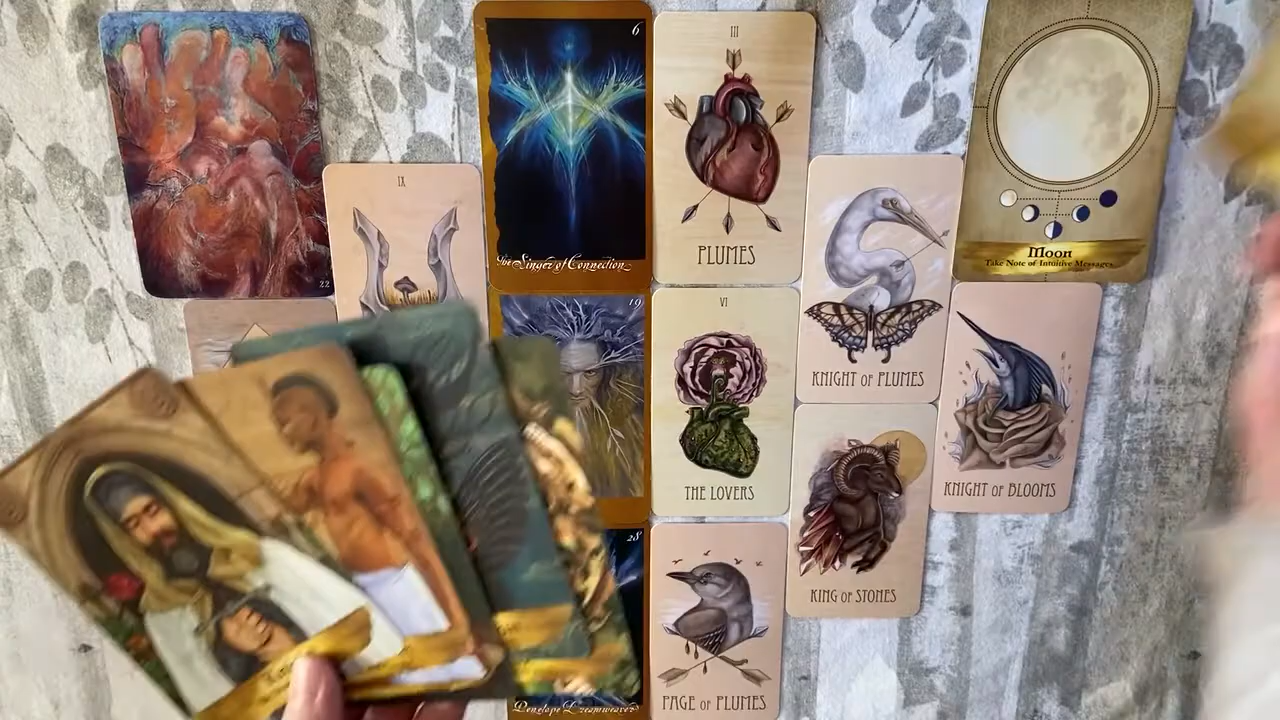 6
The Singer of Connection
III
PLUMES
Moon
Take Note of Intuitive Messages
22
IX
19
VI
THE LOVERS
KNIGHT OF PLUMES
KNIGHT OF BLOOMS
KING OF STONES
28
PAGE OF PLUMES
Penelope Dreamweaver